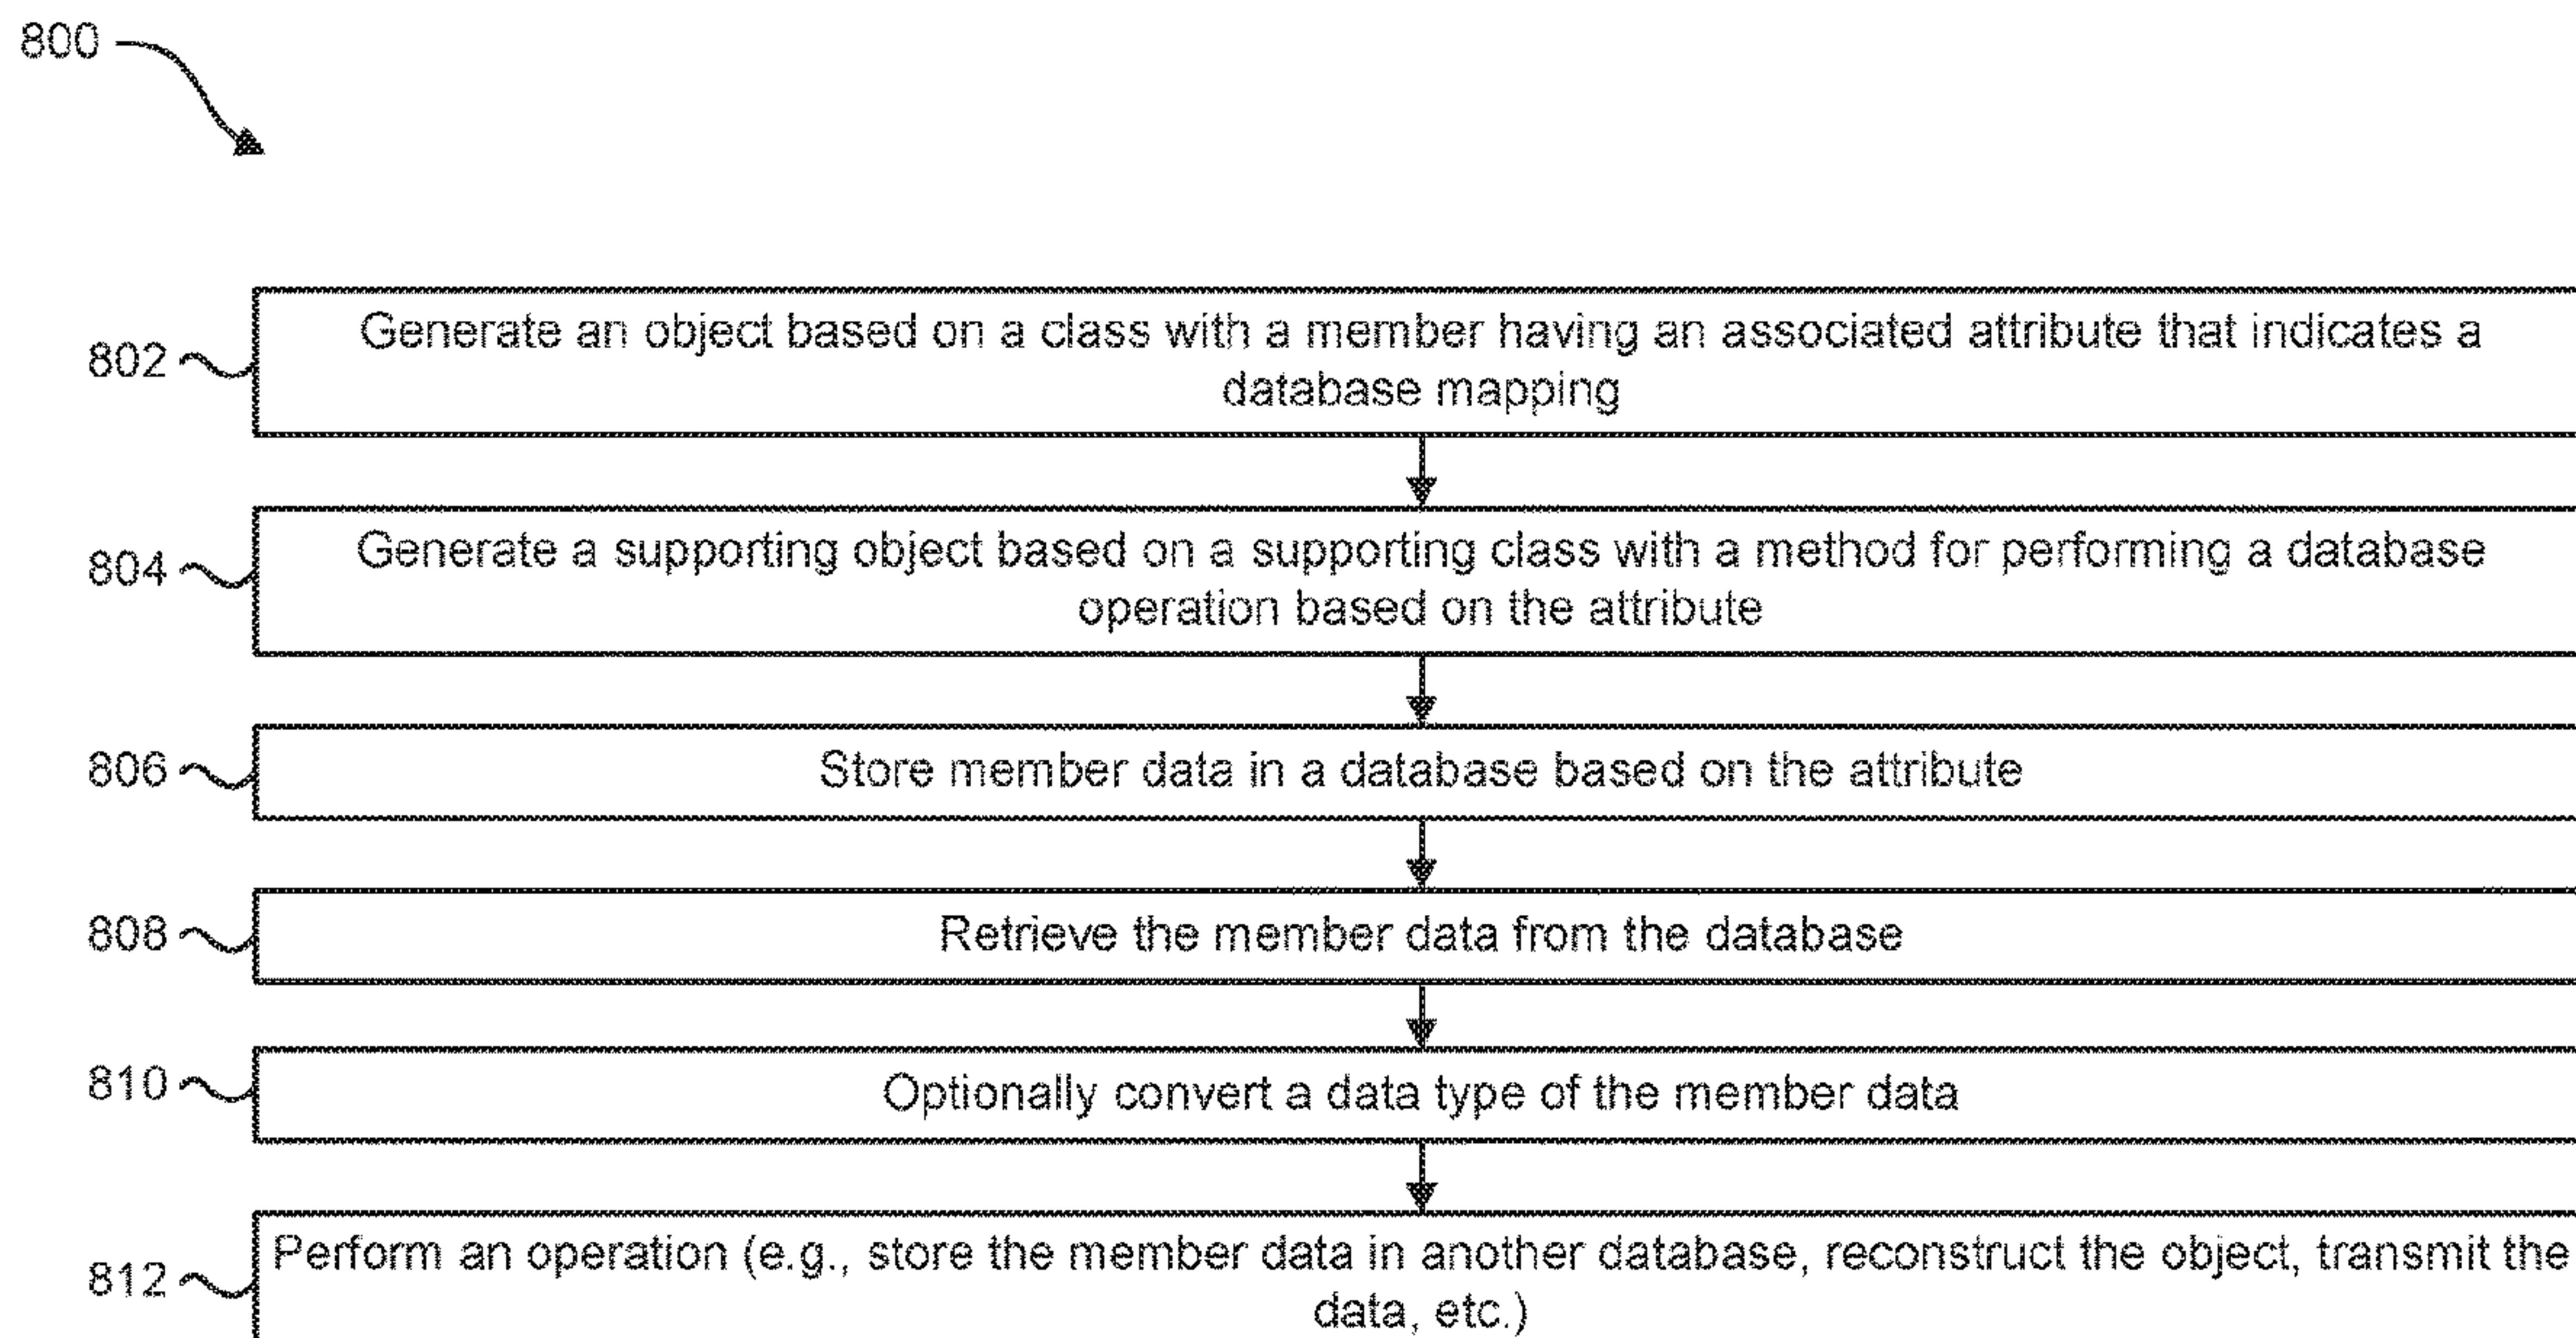 800
802
Generate an object based on a class with a member having an associated attribute that indicates a
database mapping
804
Generate a supporting object based on a supporting class with a method for performing a database
operation based on the attribute
806
Store member data in a database based on the attribute
808
Retrieve the member data from the database
810
Optionally convert a data type of the member data
812
Perform an operation (e.g., store the member data in another database, reconstruct the object, transmit the
data, etc.)